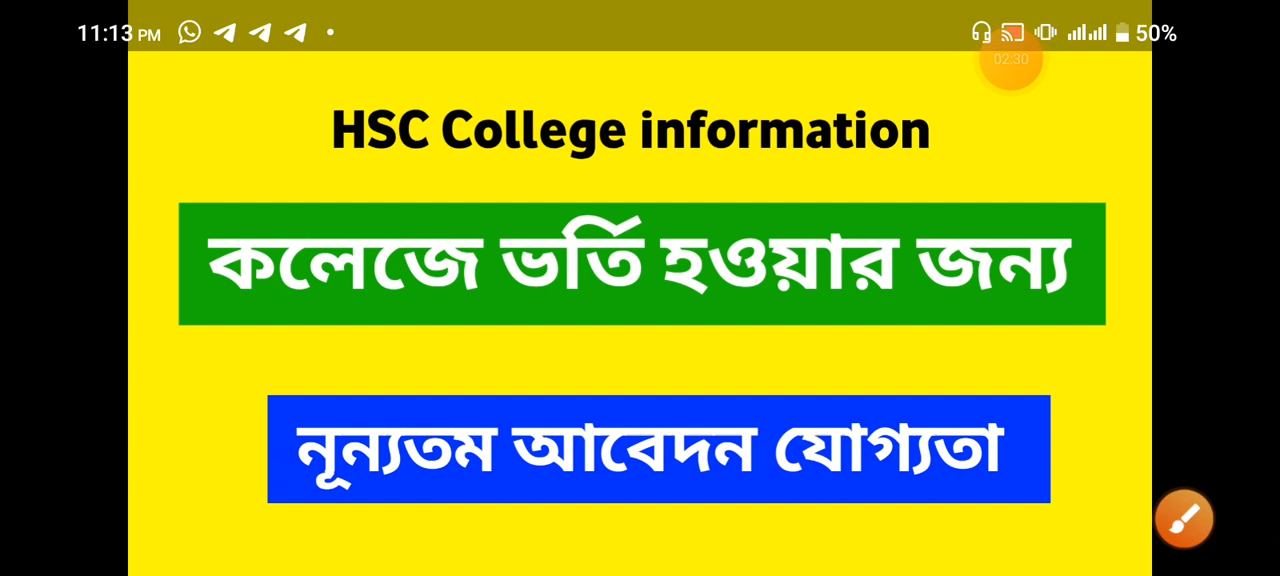 11:13 PM 50%
02:30
HSC College information
কলেজে ভর্তি হওয়ার জন্য
নূন্যতম আবেদন যোগ্যতা